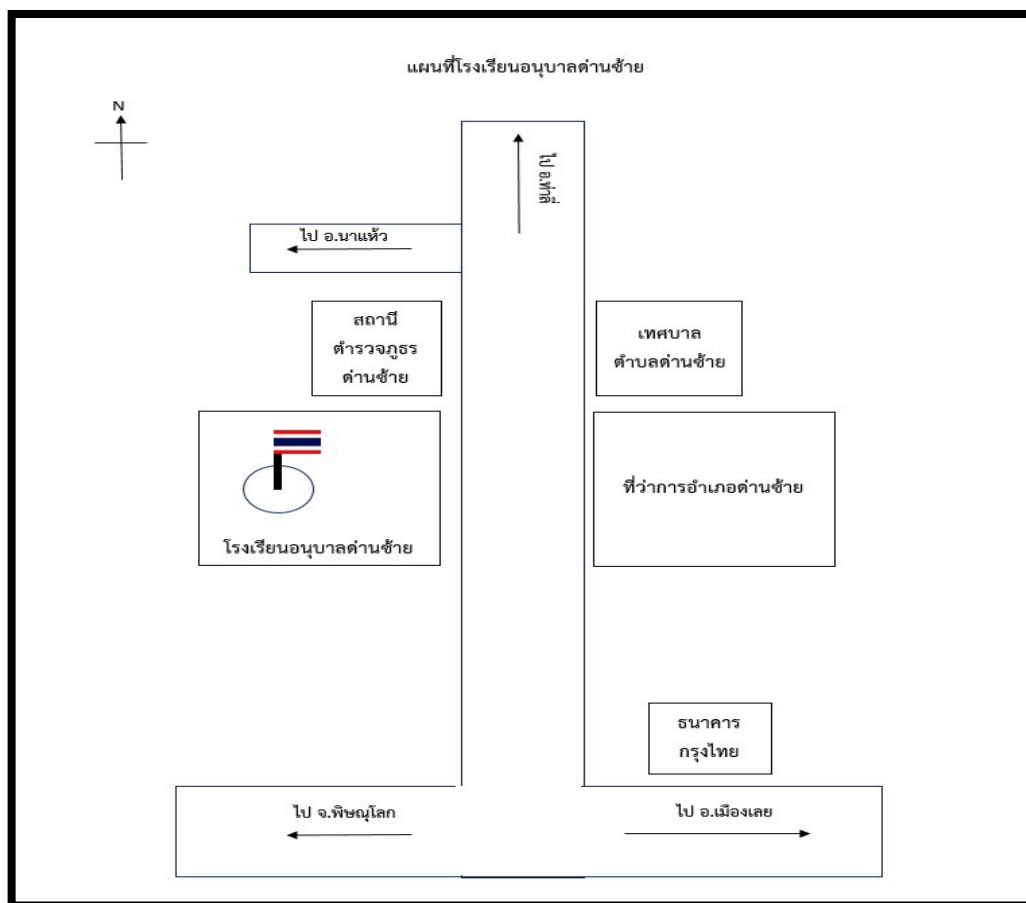 แผนที่โรงเรียนอนุบาลด่านซ้าย
N
ไป อ.ท่าลี่
ไป อ.นาแห้ว
สถานี
ตำรวจภูธร
ด่านซ้าย
เทศบาล
ตำบลด่านซ้าย
ที่ว่าการอำเภอด่านซ้าย
โรงเรียนอนุบาลด่านซ้าย
ธนาคาร
กรุงไทย
ไป จ.พิษณุโลก
ไป อ.เมืองเลย